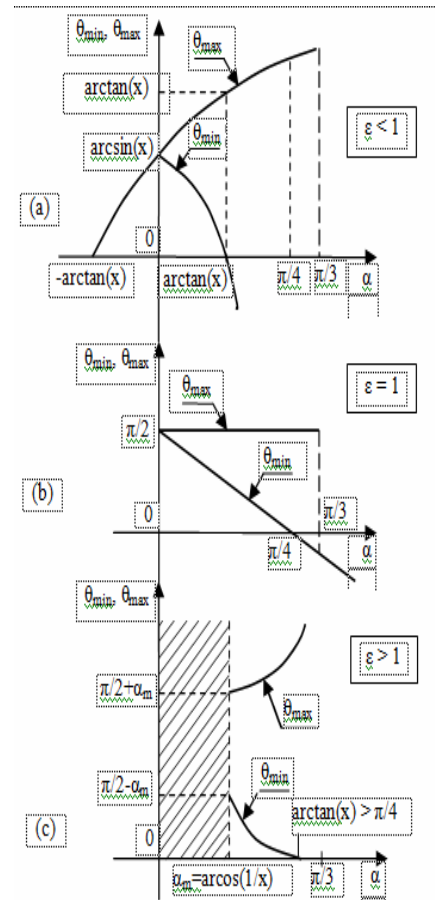 θmin, θmax
θmax
arctan(x)
ε < 1
arcsin(x)
θmin
(a)
0
-arctan(x)
arctan(x)
π/4
π/3
α
θmin, θmax
θmax
ε = 1
π/2
θmin
(b)
0
π/3
π/4
α
θmin, θmax
ε > 1
π/2+αm
θmax
θmin
π/2-αm
arctan(x) > π/4
(c)
0
αm=arcos(1/x)
π/3
α